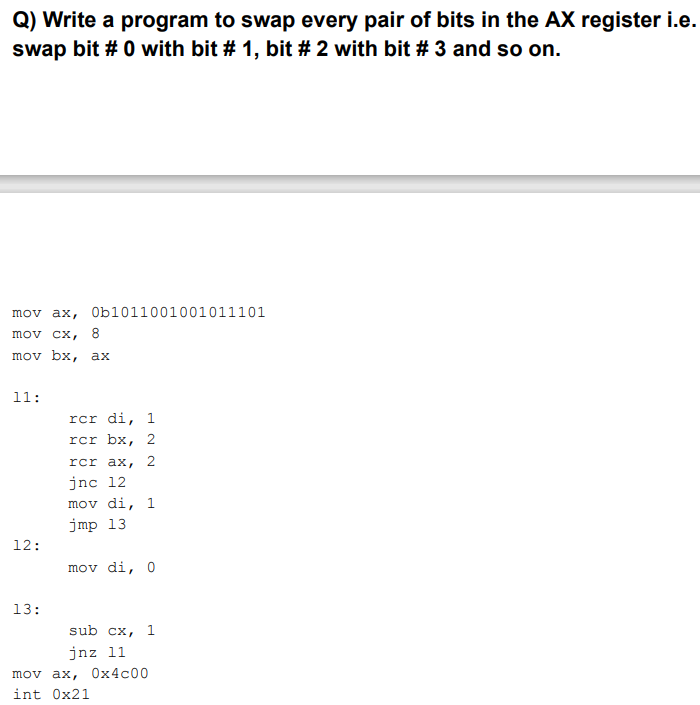 Q) Write a program to swap every pair of bits in the AX register i.e.
swap bit # 0 with bit # 1, bit # 2 with bit # 3 and so on.
mov ax, 0b1011001001011101
mov cx, 8
mov bx, ax
l1:
rcr di, 1
rcr bx, 2
rcr ax, 2
jnc l2
mov di, 1
jmp l3
l2:
mov di, 0
l3:
sub cx, 1
jnz l1
mov ax, 0x4c00
int 0x21